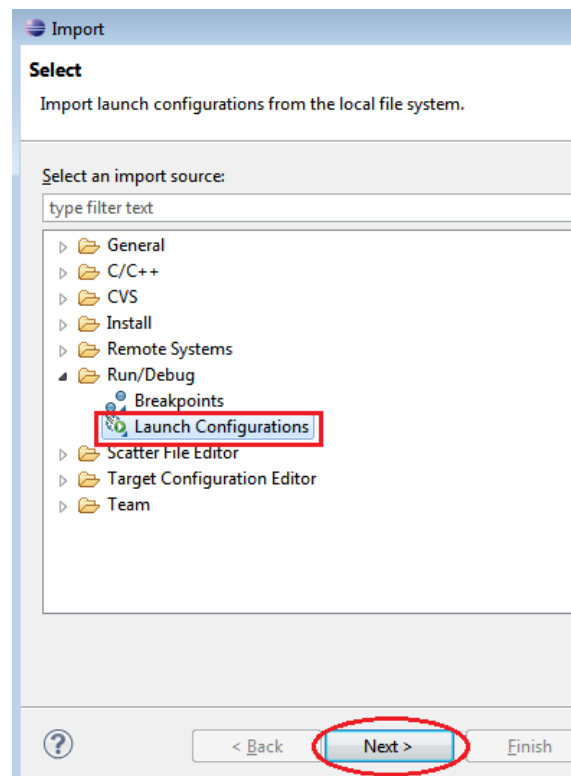 Import
Select
Import launch configurations from the local file system.
Select an import source:
type filter text
General
C/C++
CVS
Install
Remote Systems
Run/Debug
Breakpoints
Launch Configurations
Scatter File Editor
Target Configuration Editor
Team
? < Back Next > Finish